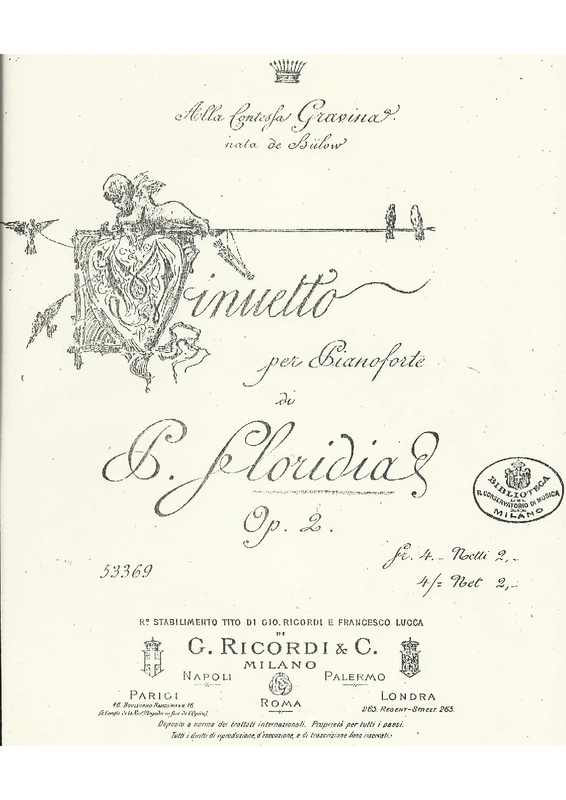 Alla Contessa Gravina
nata de Bülow
Minuetto
per Pianoforte
di
P. Floridia
Op. 2.
BIBLIOTECA
DEL
R. CONSERVATORIO DI MUSICA
MILANO
Fr. 4 - Netti 2,-
4/= Net 2,-
53369
Rº STABILIMENTO TITO DI GIO. RICORDI E FRANCESCO LUCCA
DI
G. RICORDI & C.
MILANO
NAPOLI
PALERMO
PARIGI
ROMA
LONDRA
265, REGENT-STREET 265.
Deposto a norma dei trattati internazionali. Proprietà per tutti i paesi.
Tutti i diritti di riproduzione, d'esecuzione, e di trascrizione sono riservati.